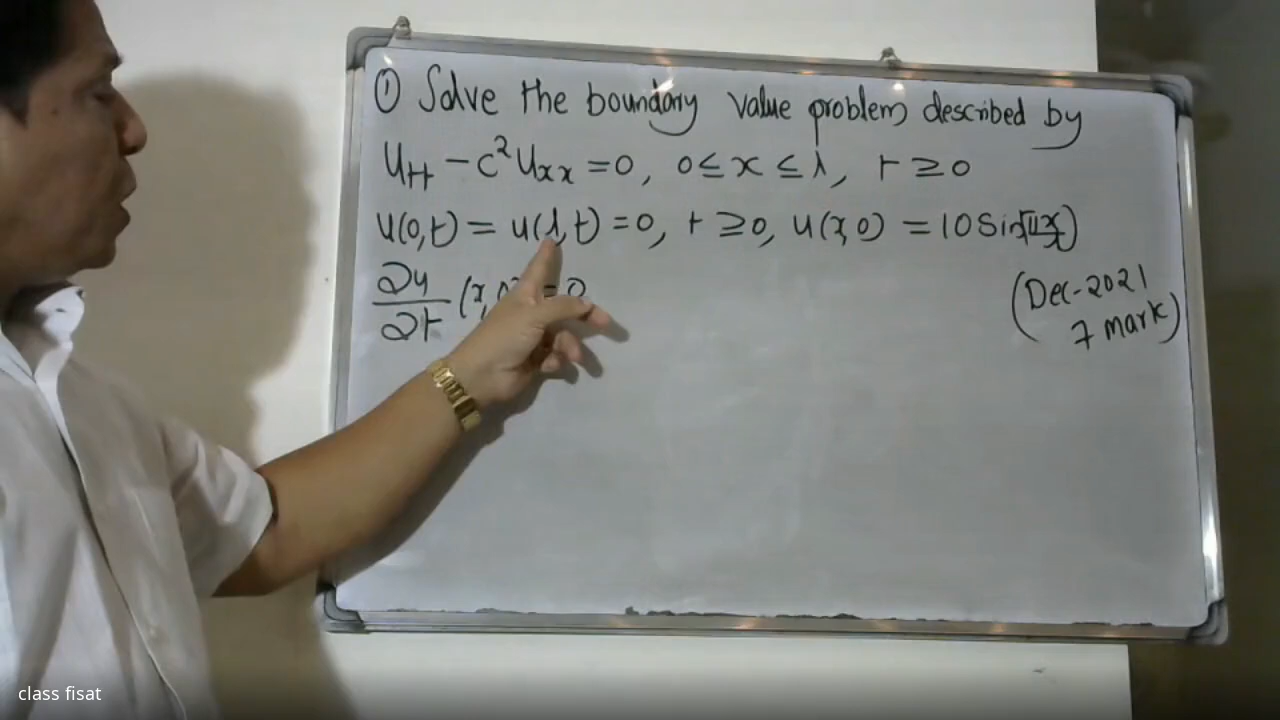 ① Solve the boundary value problem described by
Utt - c²Uxx = 0, 0 ≤ x ≤ λ, t ≥ 0
u(0,t) = u(λ,t) = 0, t ≥ 0, u(x,0) = 10 Sin(πx/λ)
∂u/∂t (x,0) = 0
(Dec-2021
7 mark)
class fisat